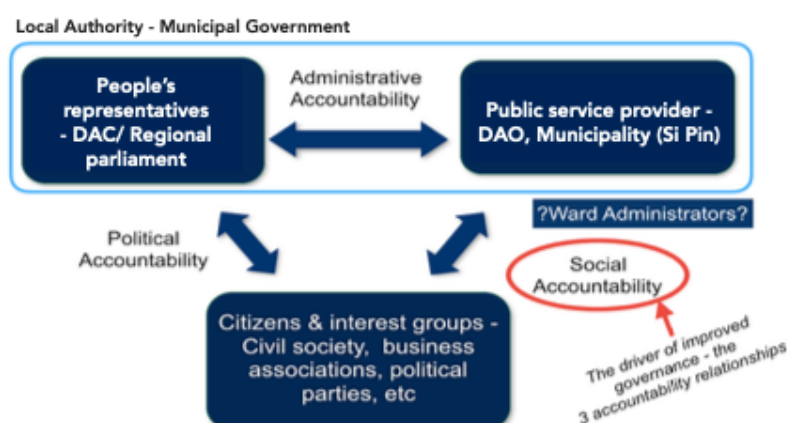 Local Authority - Municipal Government
People's
representatives
- DAC/ Regional
parliament
Administrative
Accountability
Public service provider -
DAO, Municipality (Si Pin)
?Ward Administrators?
Political
Accountability
Social
Accountability
Citizens & interest groups -
Civil society, business
associations, political
parties, etc
The driver of improved
governance - the
3 accountability relationships